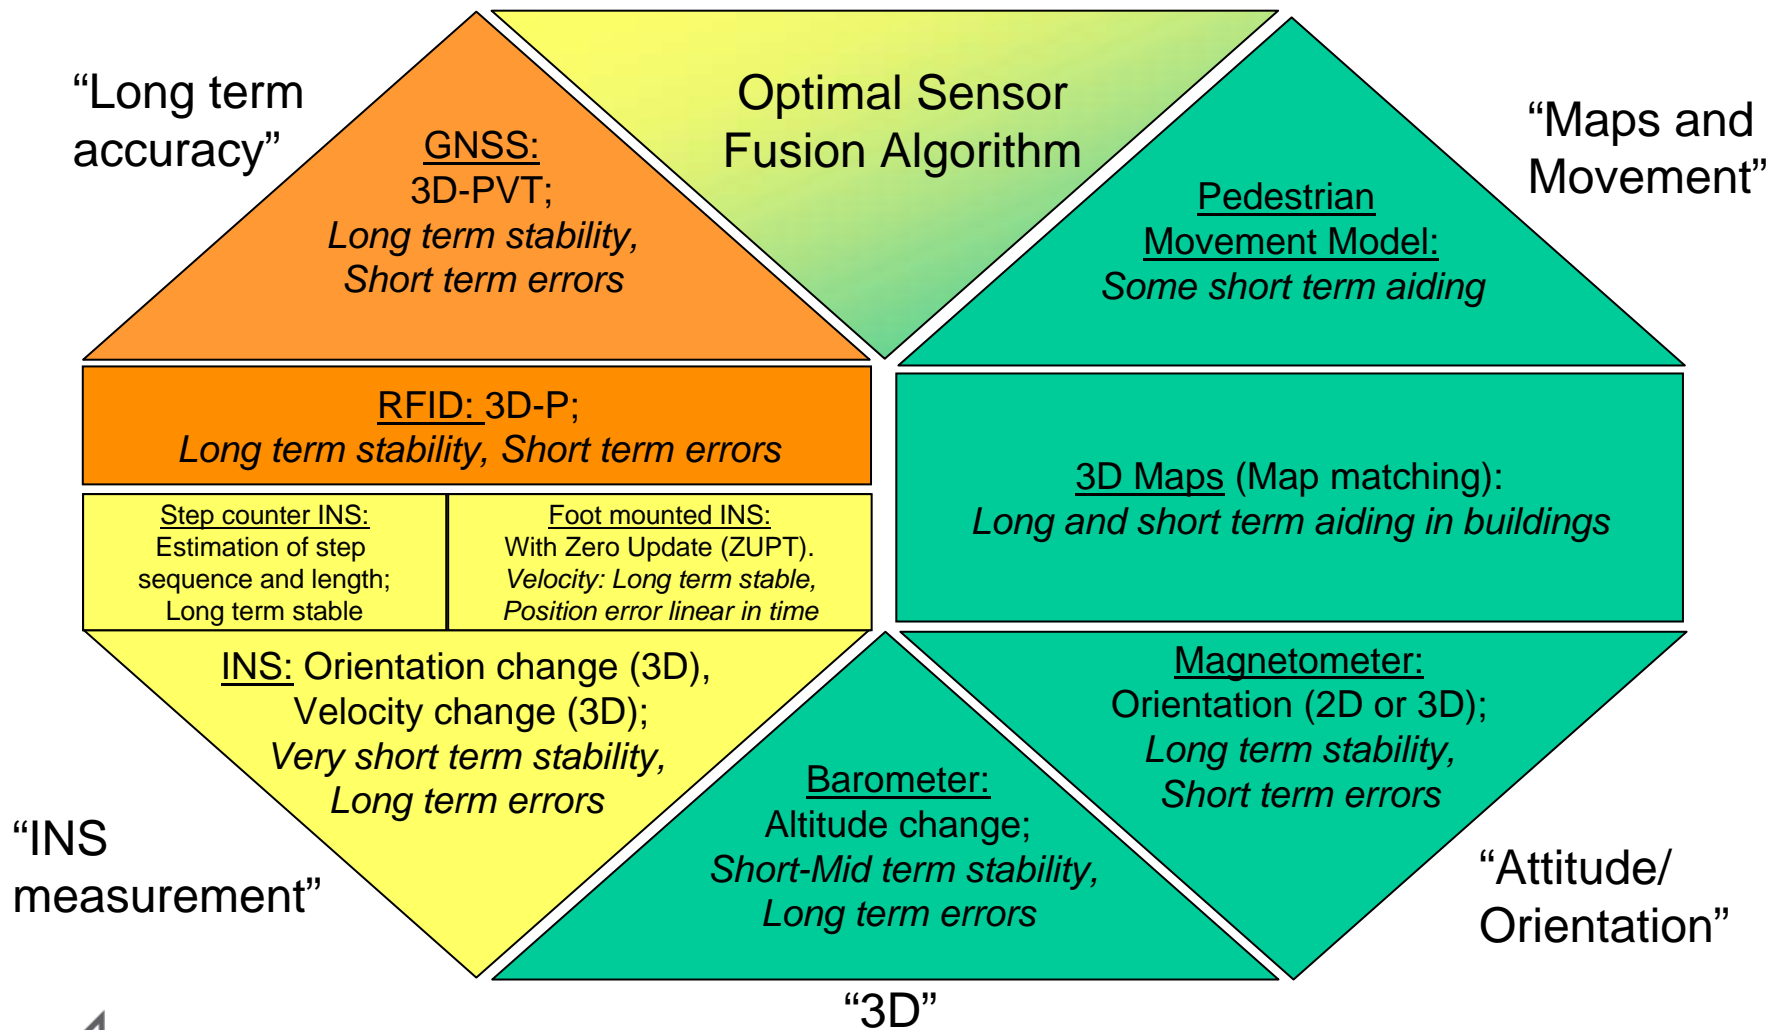 “Long term
accuracy”
GNSS:
3D-PVT;
Long term stability,
Short term errors
Optimal Sensor
Fusion Algorithm
Pedestrian
Movement Model:
Some short term aiding
“Maps and
Movement”
RFID: 3D-P;
Long term stability, Short term errors
3D Maps (Map matching):
Long and short term aiding in buildings
Step counter INS:
Estimation of step
sequence and length;
Long term stable
Foot mounted INS:
With Zero Update (ZUPT).
Velocity: Long term stable,
Position error linear in time
INS: Orientation change (3D),
Velocity change (3D);
Very short term stability,
Long term errors
“INS
measurement”
Barometer:
Altitude change;
Short-Mid term stability,
Long term errors
“3D”
Magnetometer:
Orientation (2D or 3D);
Long term stability,
Short term errors
“Attitude/
Orientation”